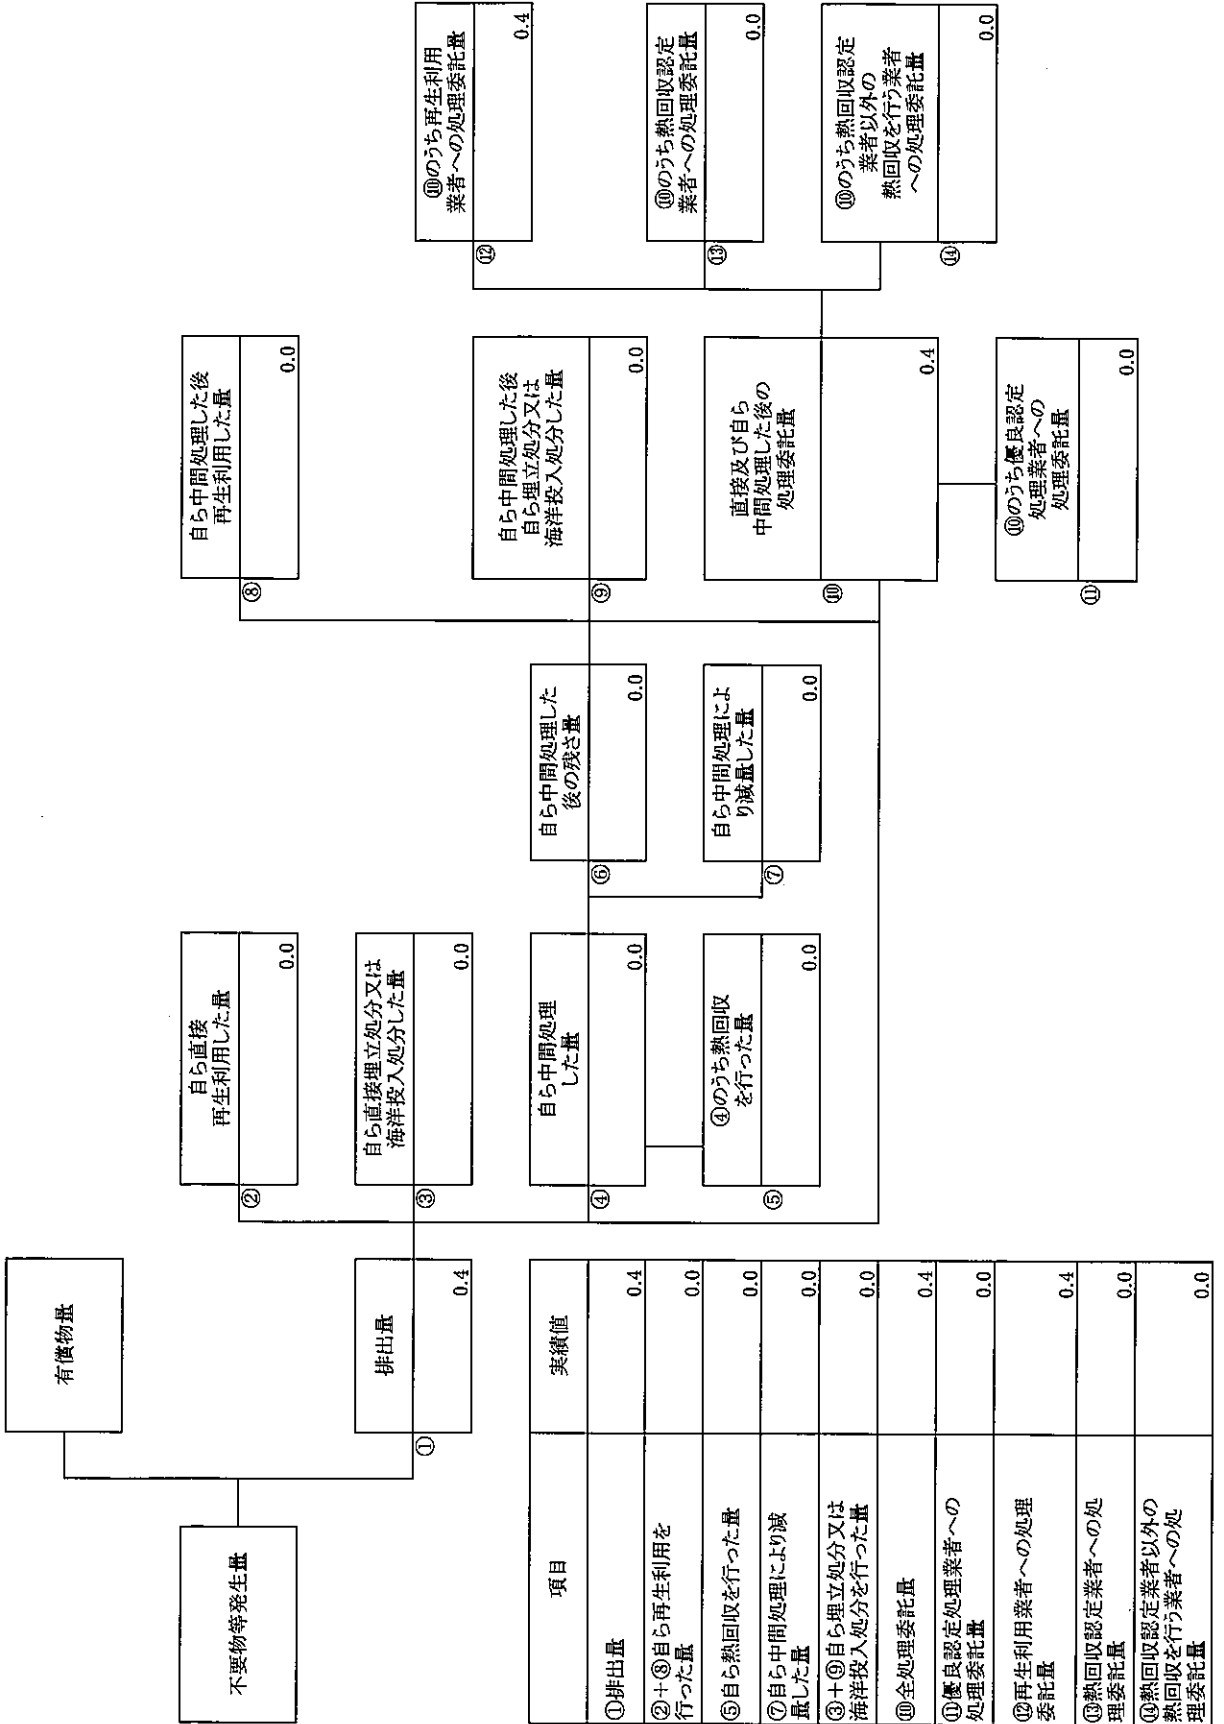 不要物等発生量
有償物量
排出量
①
0.4
自ら直接
再生利用した量
②
0.0
自ら直接埋立処分又は
海洋投入処分した量
③
0.0
自ら中間処理
した量
④
0.0
④のうち熱回収
を行った量
⑤
0.0
自ら中間処理した
後の残さ量
⑥
0.0
自ら中間処理によ
り減量した量
⑦
0.0
自ら中間処理した後
再生利用した量
⑧
0.0
自ら中間処理した後
自ら埋立処分又は
海洋投入処分した量
⑨
0.0
直接及び自ら
中間処理した後の
処理委託量
⑩
0.4
⑩のうち優良認定
処理業者への
処理委託量
⑪
0.0
⑩のうち再生利用
業者への処理委託量
⑫
0.4
⑩のうち熱回収認定
業者への処理委託量
⑬
0.0
⑩のうち熱回収認定
業者以外の
熱回収を行う業者
への処理委託量
⑭
0.0
項目 実績値
①排出量 0.4
②+⑧自ら再生利用を
行った量 0.0
⑤自ら熱回収を行った量 0.0
⑦自ら中間処理により減
量した量 0.0
③+⑨自ら埋立処分又は
海洋投入処分を行った量 0.0
⑩全処理委託量 0.4
⑪優良認定処理業者への
処理委託量 0.0
⑫再生利用業者への処理
委託量 0.4
⑬熱回収認定業者への処
理委託量 0.0
⑭熱回収認定業者以外の
熱回収を行う業者への処
理委託量 0.0